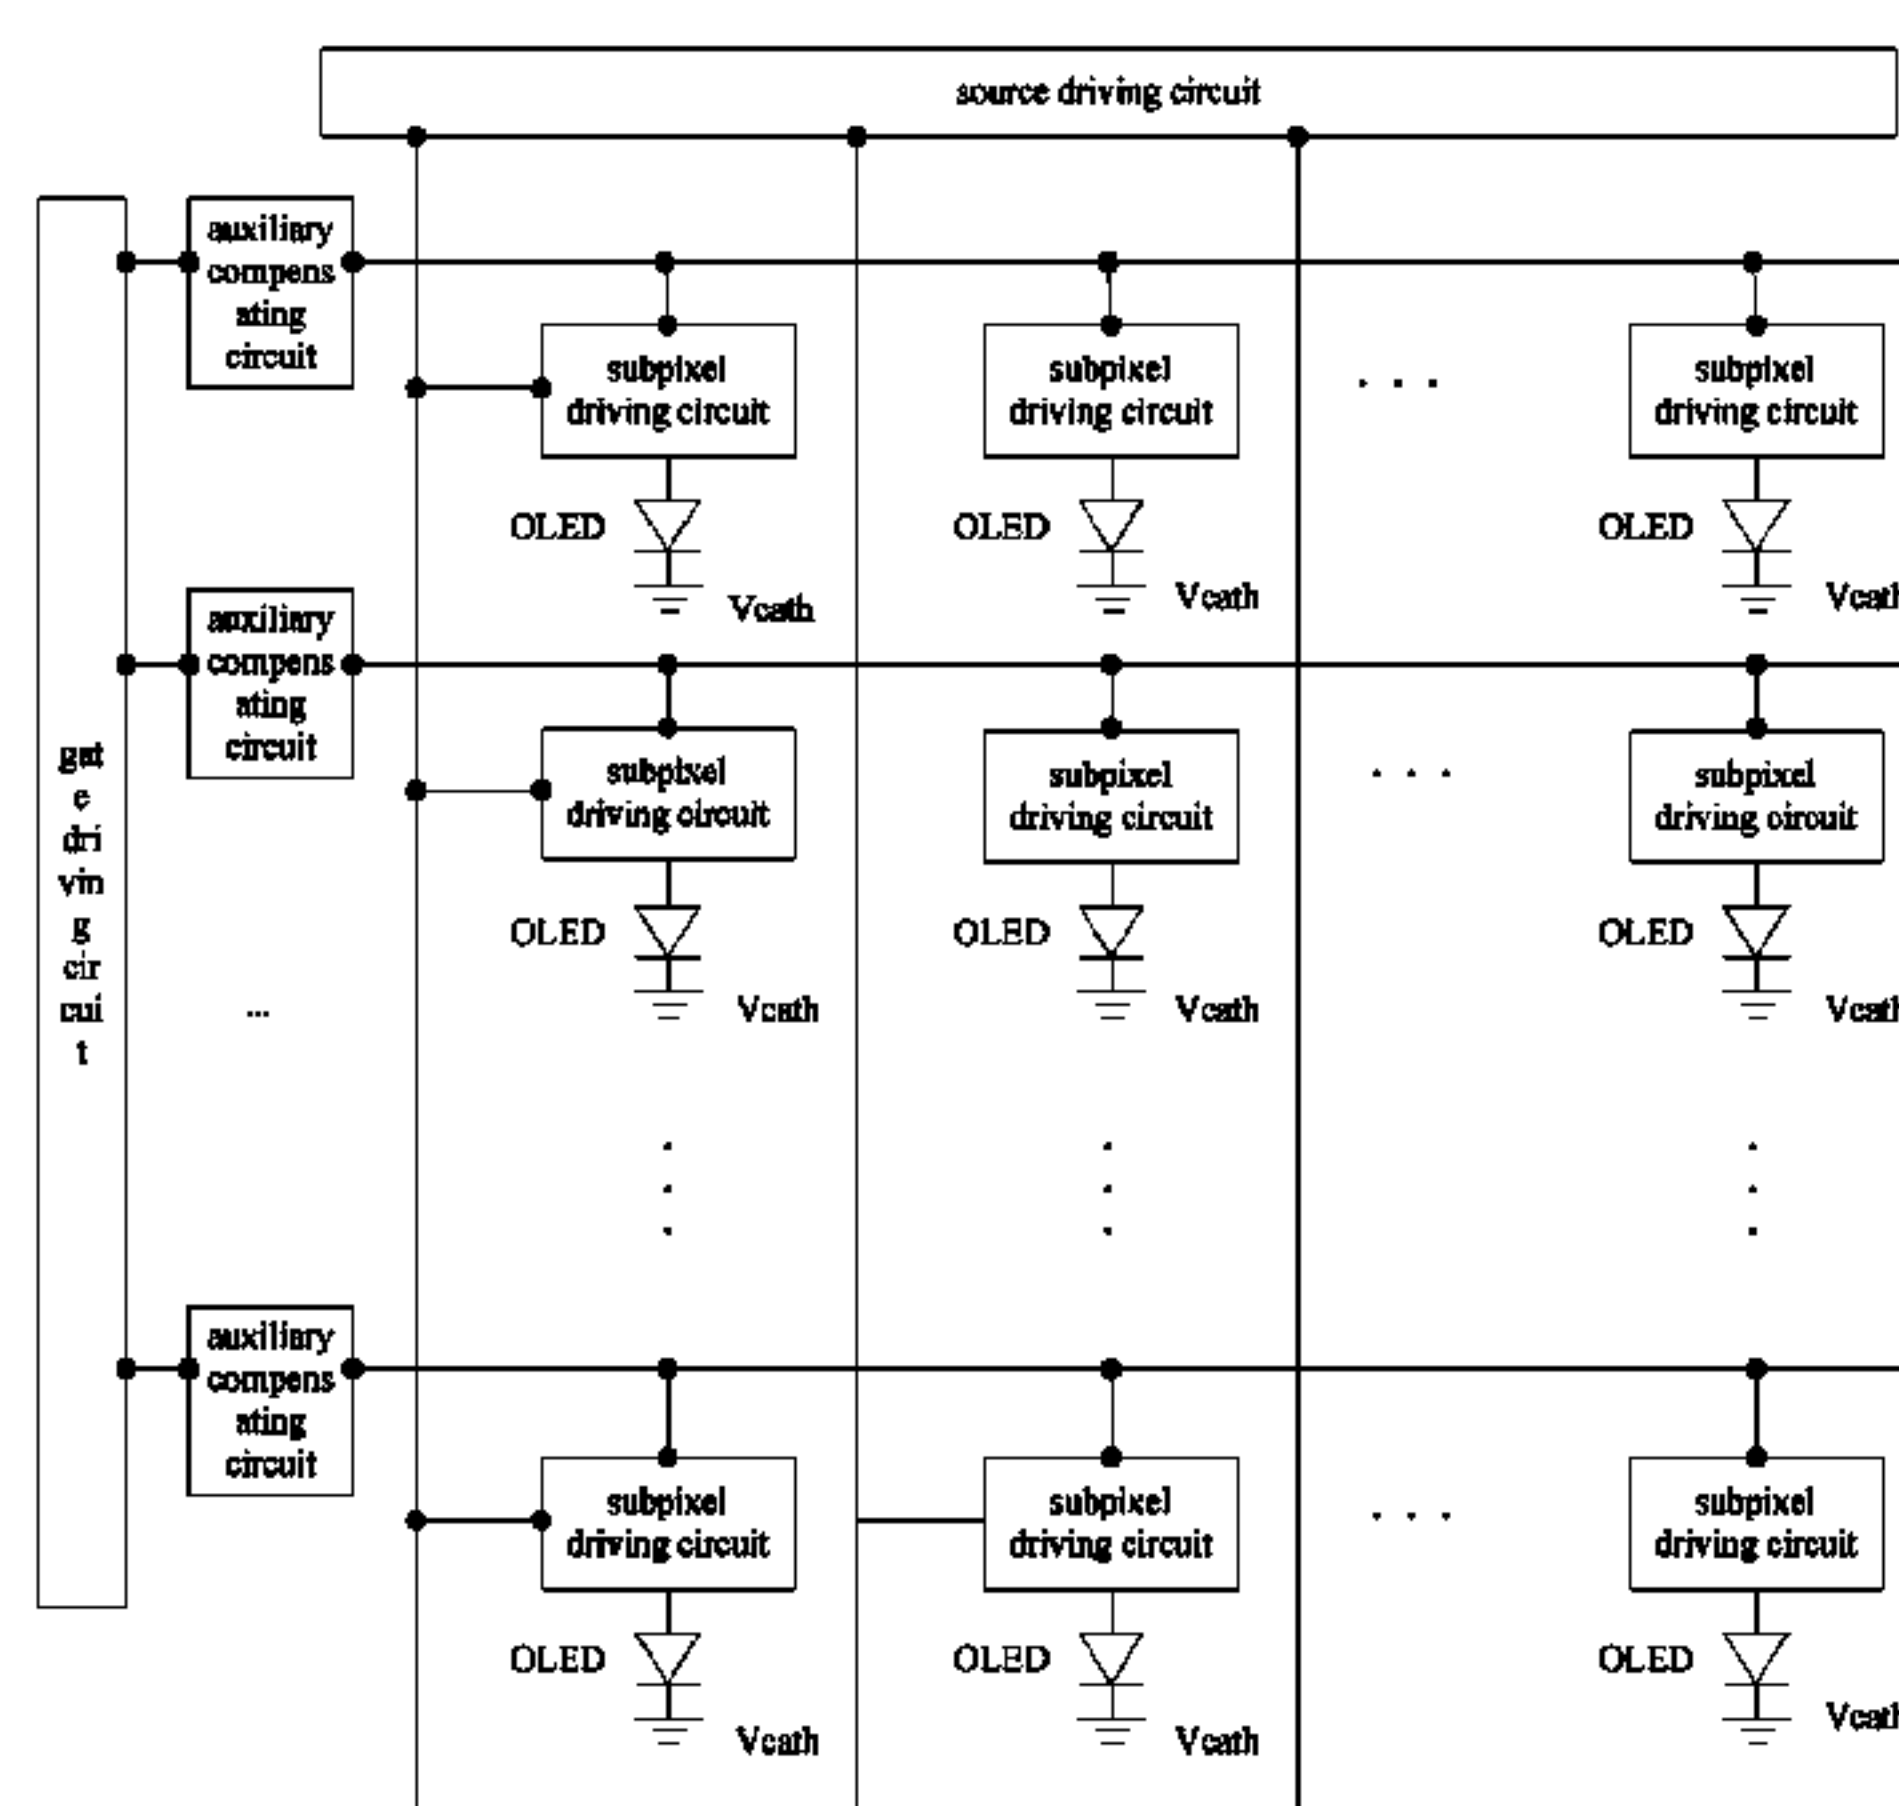 source driving circuit
auxiliary
compens
ating
circuit
subpixel
driving circuit
subpixel
driving circuit
. . .
subpixel
driving circuit
OLED
OLED
OLED
Vcath
Vcath
Vcath
auxiliary
compens
ating
circuit
subpixel
driving circuit
subpixel
driving circuit
. . .
subpixel
driving circuit
OLED
OLED
OLED
Vcath
Vcath
Vcath
gat
e
dri
vin
g
cir
cui
t
...
auxiliary
compens
ating
circuit
subpixel
driving circuit
subpixel
driving circuit
. . .
subpixel
driving circuit
OLED
OLED
OLED
Vcath
Vcath
Vcath